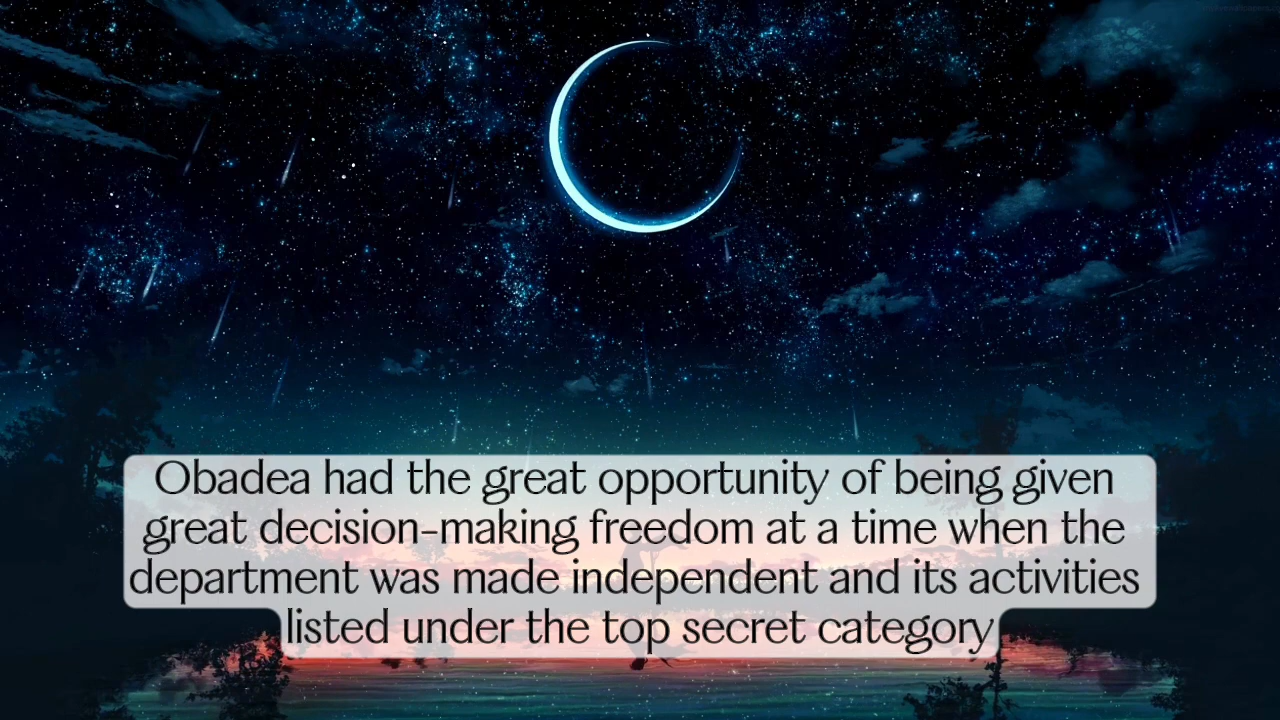 Obadea had the great opportunity of being given
great decision-making freedom at a time when the
department was made independent and its activities
listed under the top secret category